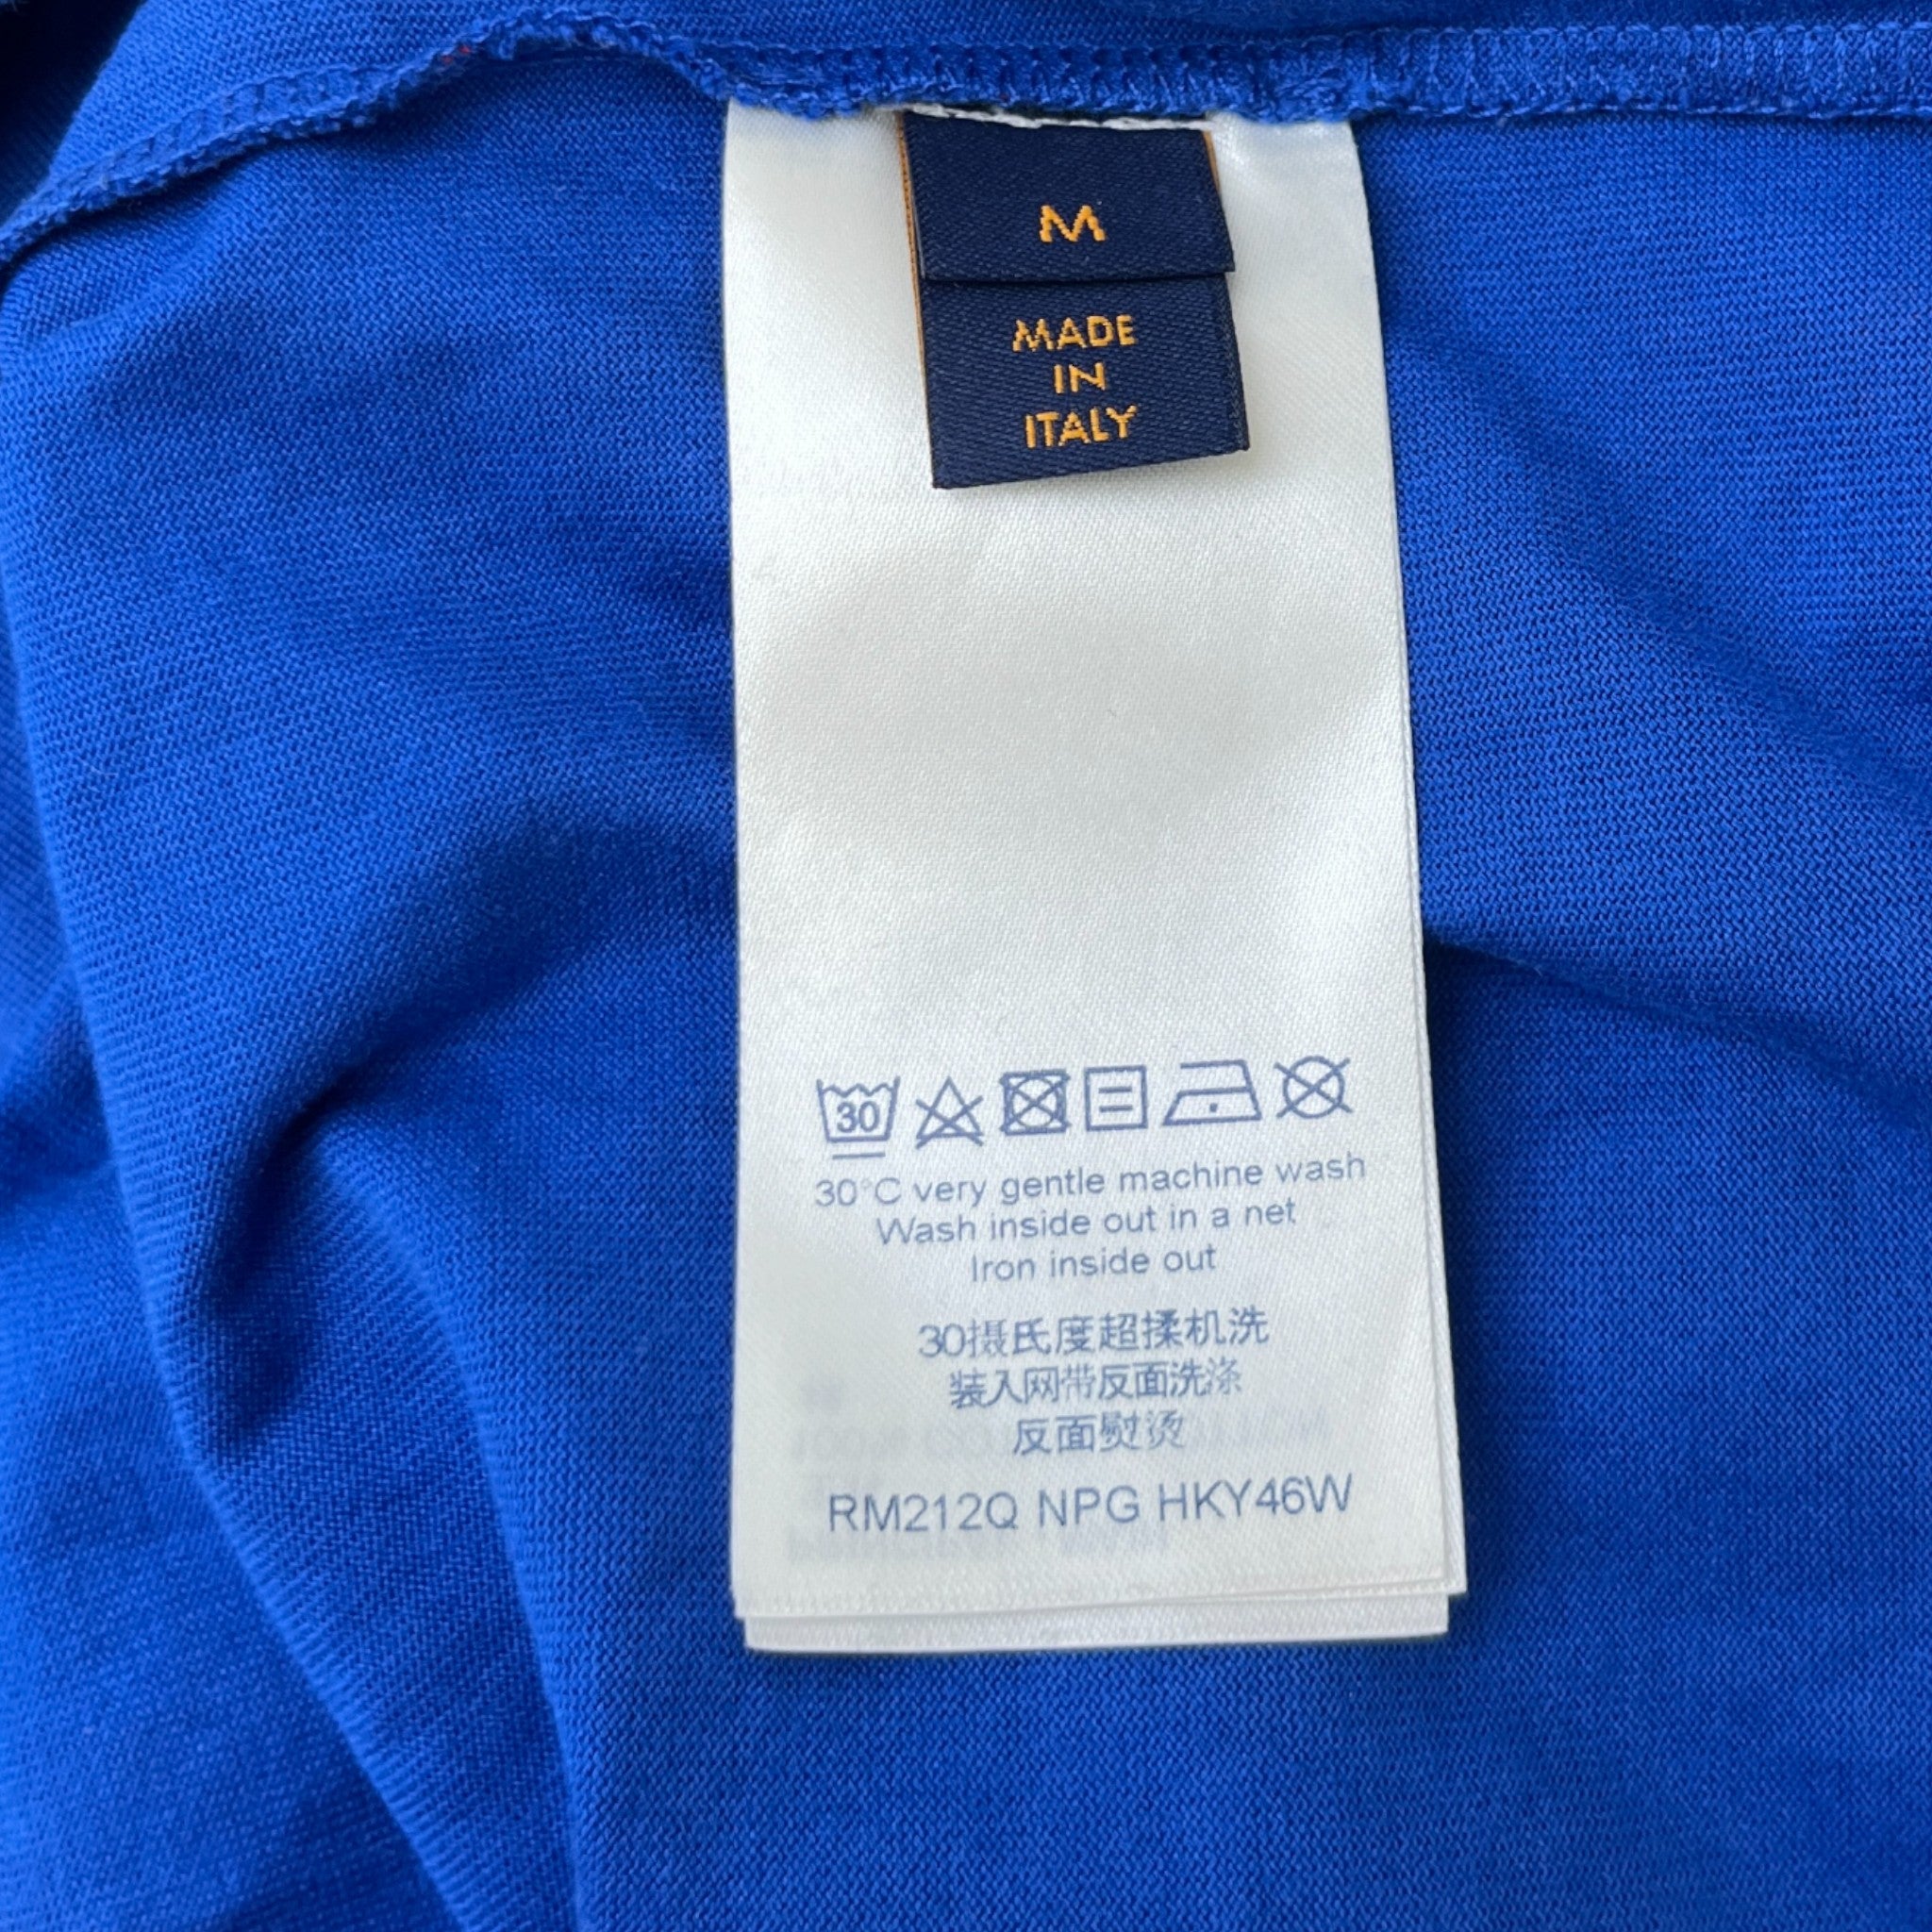 M
MADE
IN
ITALY
30
30°C very gentle machine wash
Wash inside out in a net
Iron inside out
30摄氏度超揉机洗
装入网带反面洗涤
反面熨烫
RM212Q NPG HKY46W